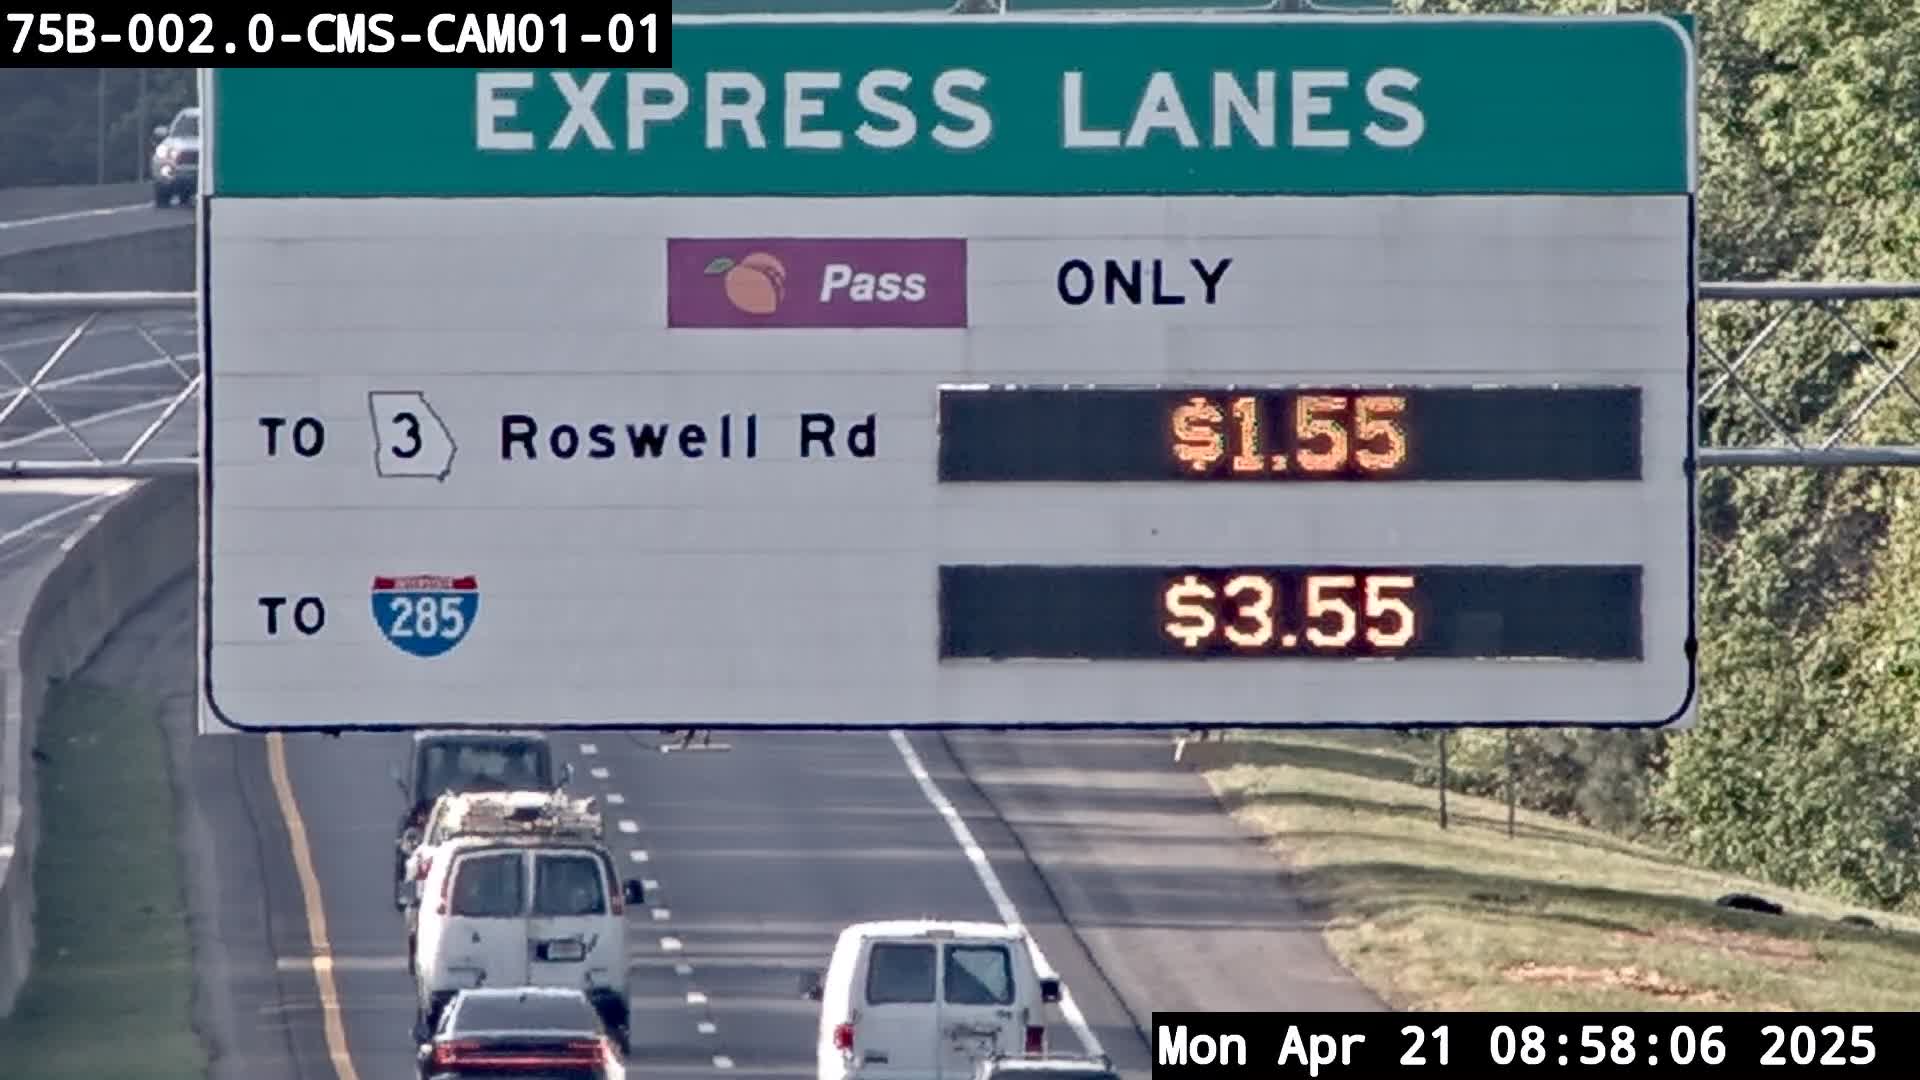 75B-002.0-CMS-CAM01-01
EXPRESS LANES
Pass ONLY
TO 3 Roswell Rd $1.55
INTERSTATE
TO 285 $3.55
Mon Apr 21 08:58:06 2025